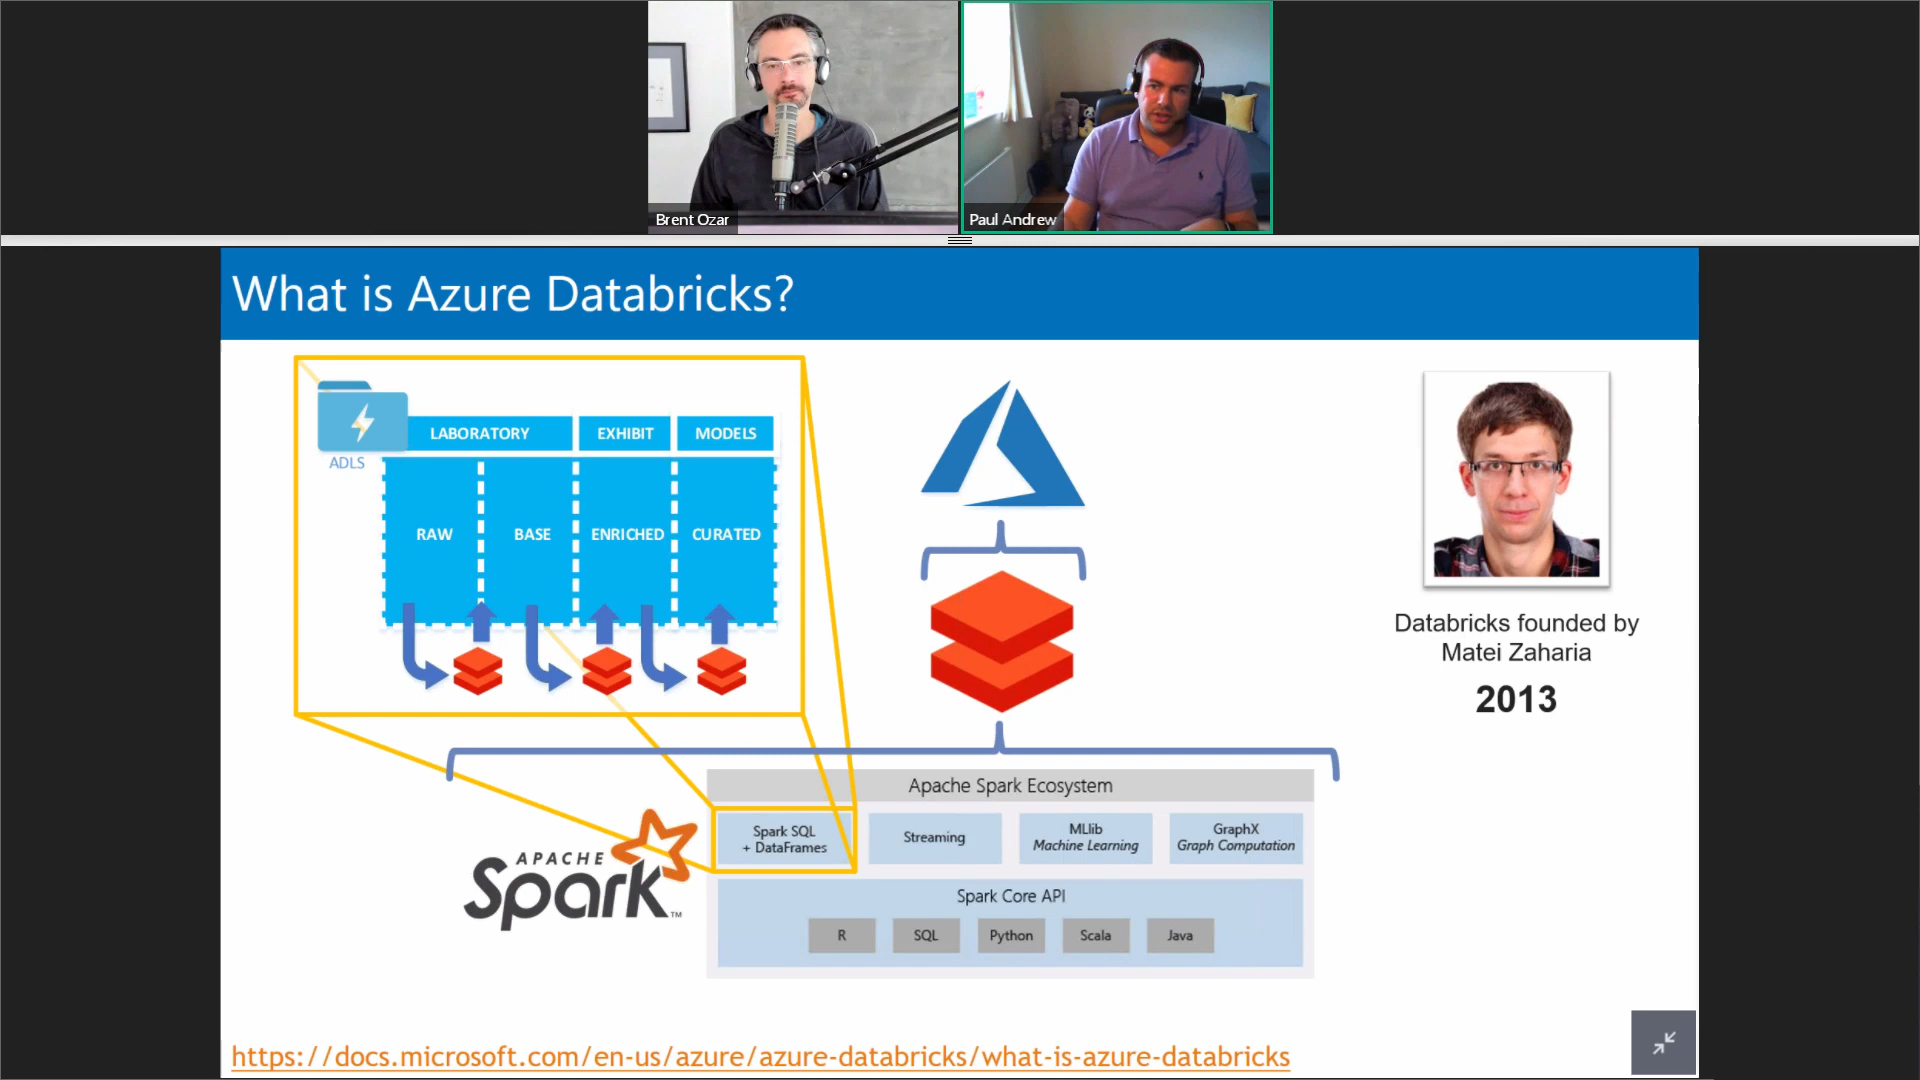 Brent Ozar
Paul Andrew
What is Azure Databricks?
ADLS
LABORATORY
EXHIBIT
MODELS
RAW
BASE
ENRICHED
CURATED
Databricks founded by
Matei Zaharia
2013
Apache Spark Ecosystem
Spark SQL
+ DataFrames
Streaming
MLlib
Machine Learning
GraphX
Graph Computation
APACHE
Spark™
Spark Core API
R
SQL
Python
Scala
Java
https://docs.microsoft.com/en-us/azure/azure-databricks/what-is-azure-databricks